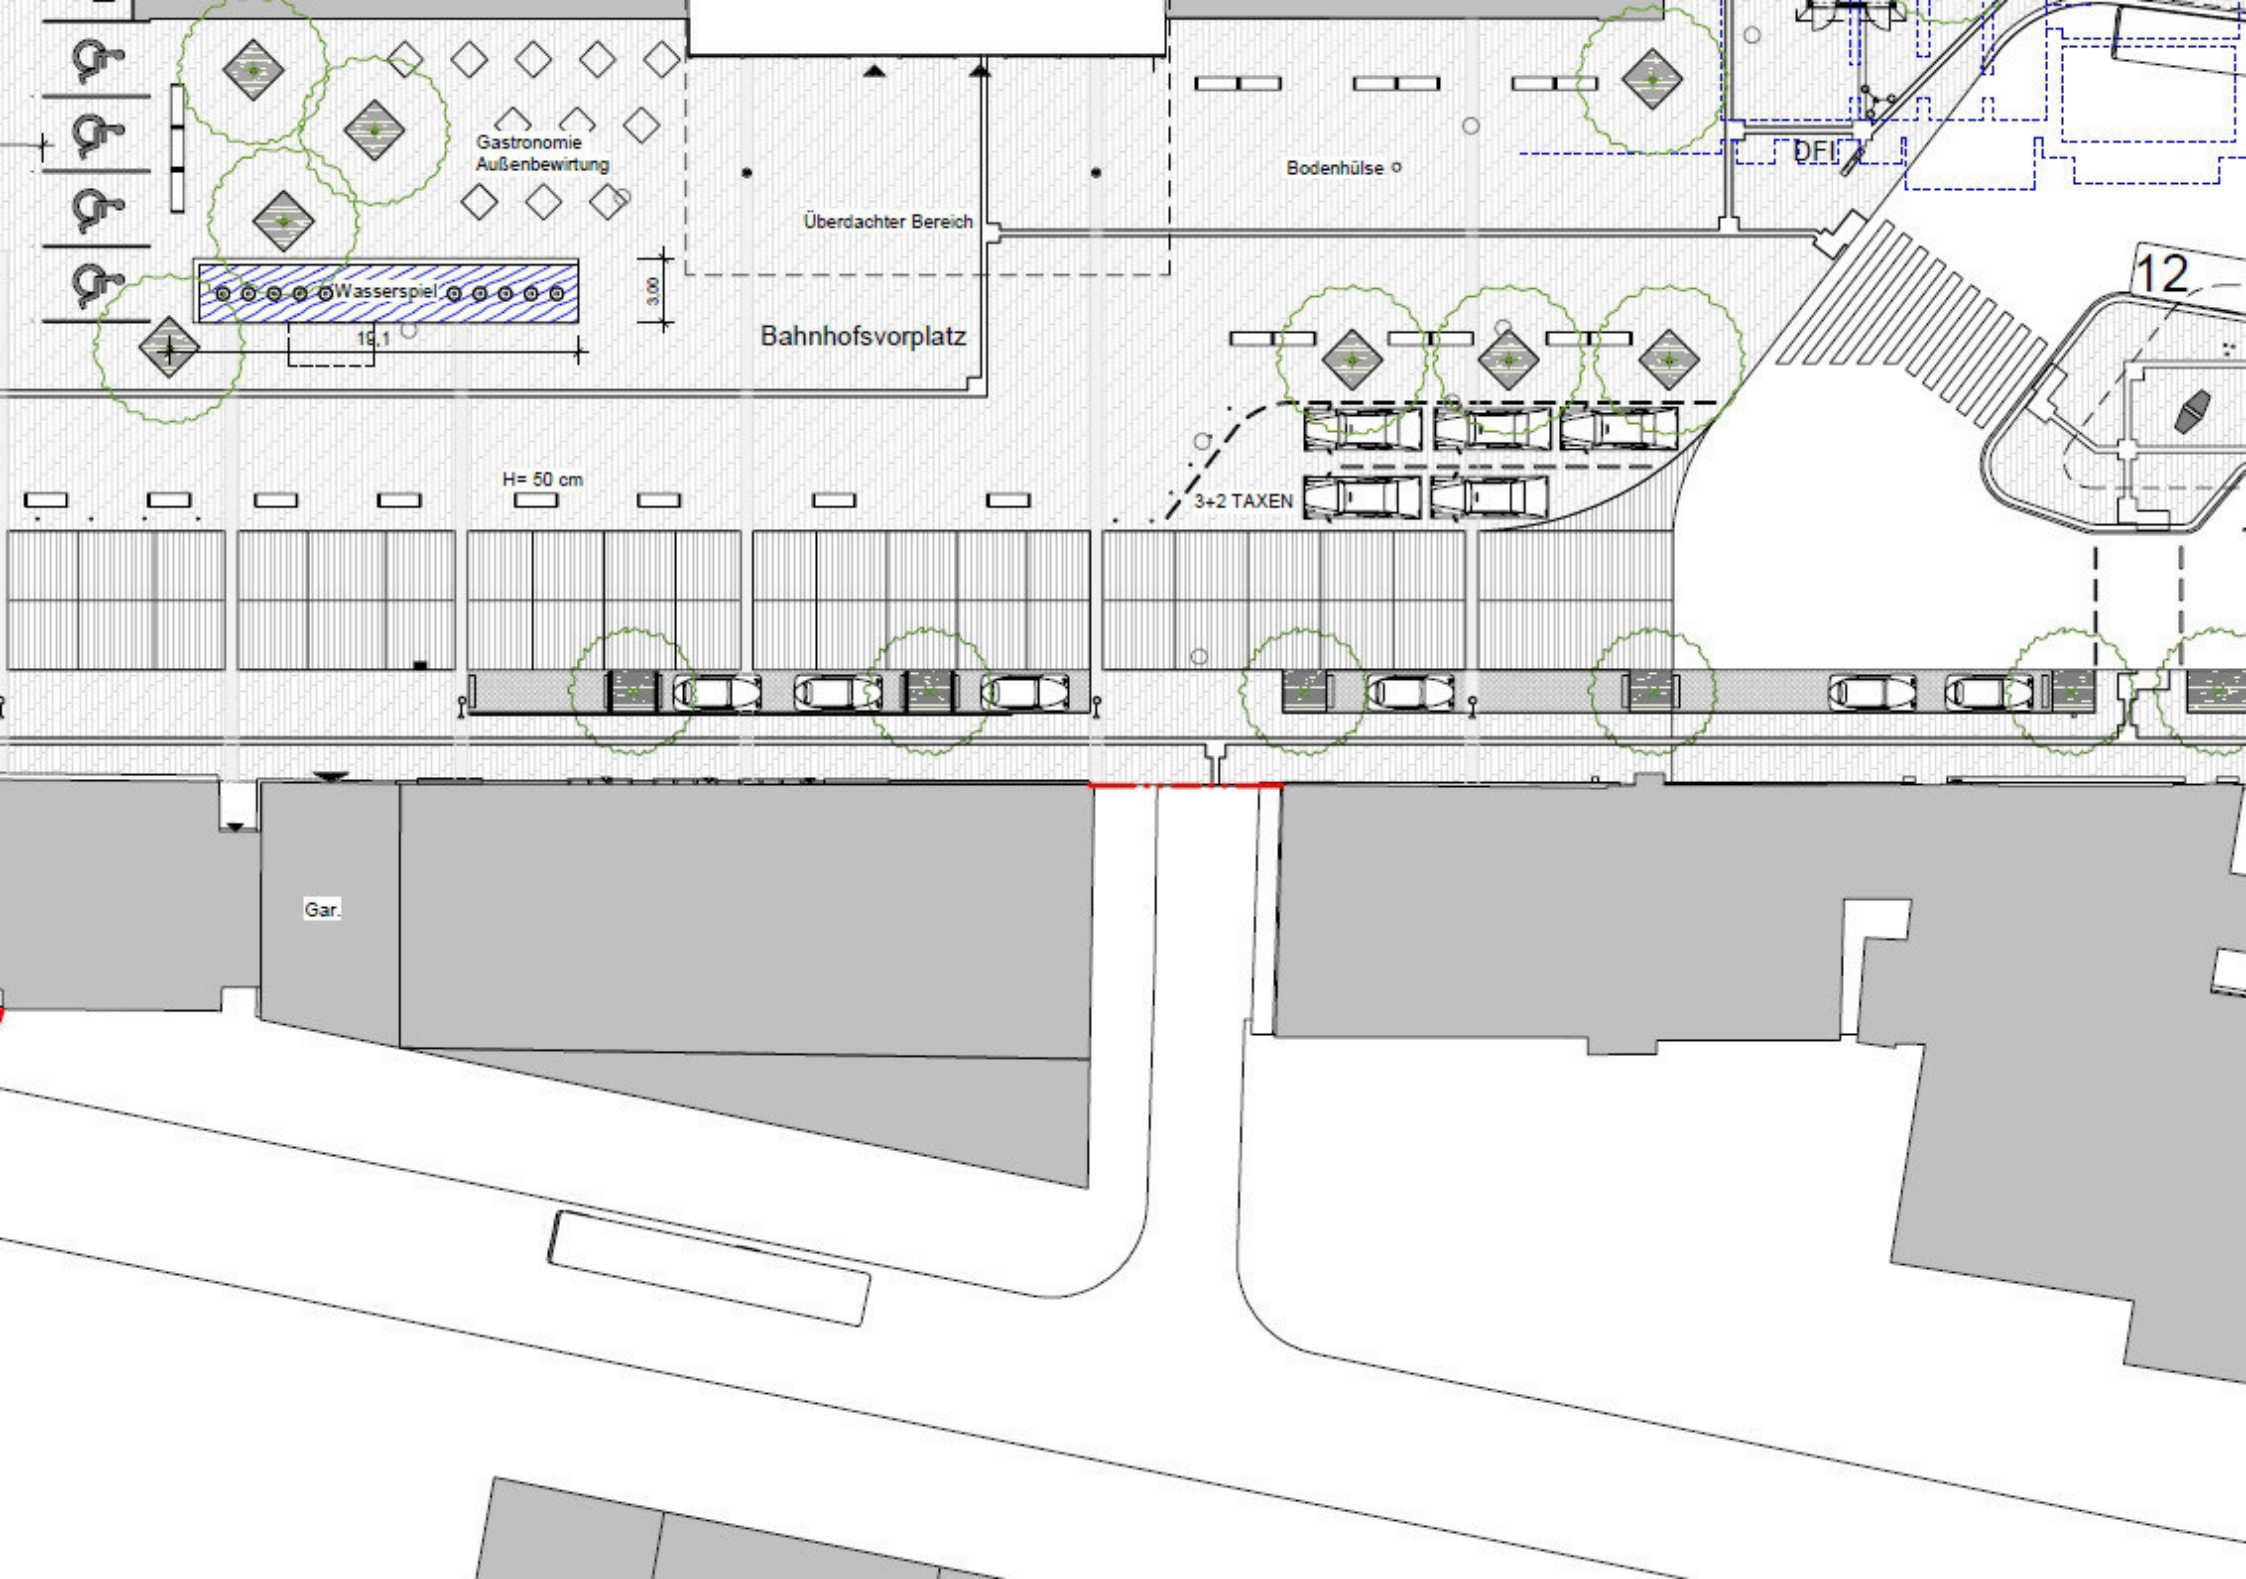 Gastronomie
Außenbewirtung
Bodenhülse
DFI
Überdachter Bereich
12
Wasserspiel
3,00
19,1
Bahnhofsvorplatz
H= 50 cm
3+2 TAXEN
Gar.